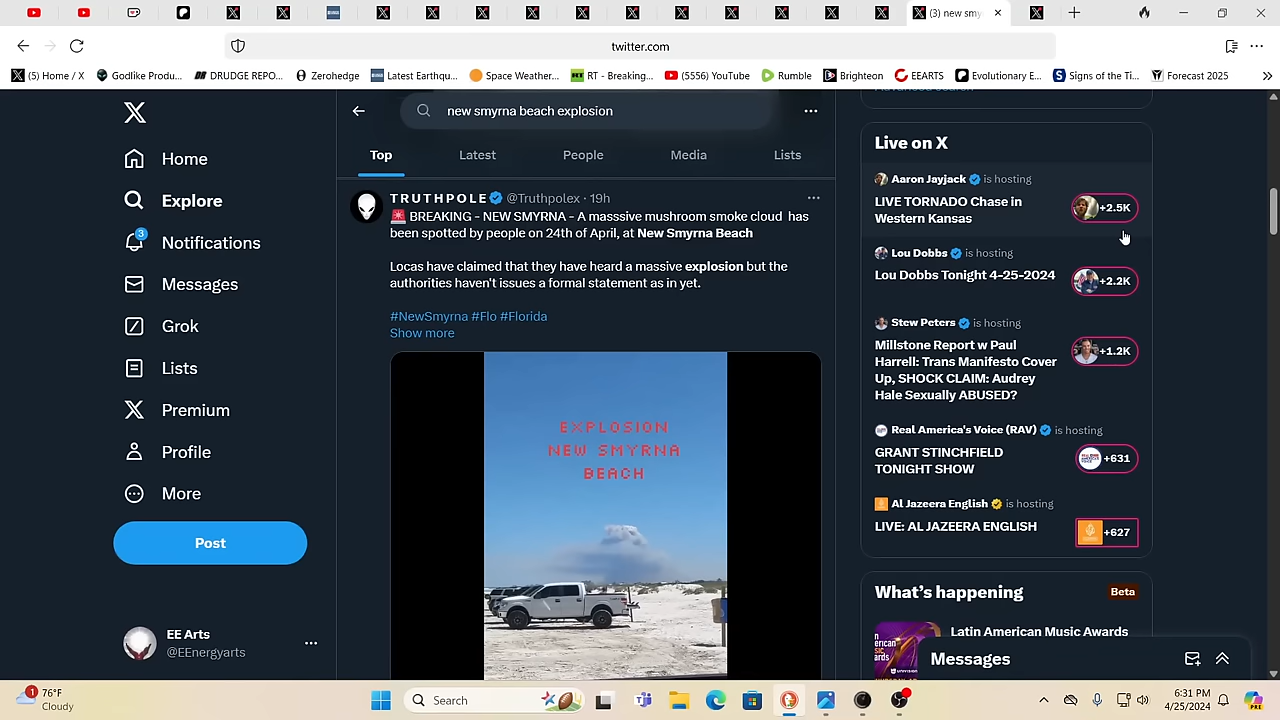 (3) new smy
twitter.com
(5) Home / X
Godlike Produ...
DRUDGE REPO...
Zerohedge
Latest Earthqu...
Space Weather...
RT - Breaking...
(5556) YouTube
Rumble
Brighteon
EEARTS
Evolutionary E...
Signs of the Ti...
Forecast 2025
Home
Explore
3
Notifications
Messages
Grok
Lists
Premium
Profile
More
Post
EE Arts
@EEnergyarts
new smyrna beach explosion
Top
Latest
People
Media
Lists
TRUTHPOLE @Truthpolex · 19h
BREAKING - NEW SMYRNA - A masssive mushroom smoke cloud has
been spotted by people on 24th of April, at New Smyrna Beach
Locas have claimed that they have heard a massive explosion but the
authorities haven't issues a formal statement as in yet.
#NewSmyrna #Flo #Florida
Show more
EXPLOSION
NEW SMYRNA
BEACH
Live on X
Aaron Jayjack is hosting
LIVE TORNADO Chase in
Western Kansas
+2.5K
Lou Dobbs is hosting
Lou Dobbs Tonight 4-25-2024
+2.2K
Stew Peters is hosting
Millstone Report w Paul
Harrell: Trans Manifesto Cover
Up, SHOCK CLAIM: Audrey
Hale Sexually ABUSED?
+1.2K
Real America's Voice (RAV) is hosting
GRANT STINCHFIELD
TONIGHT SHOW
+631
Al Jazeera English is hosting
LIVE: AL JAZEERA ENGLISH
+627
What's happening
Beta
Latin American Music Awards
Messages
1
76°F
Cloudy
Search
6:31 PM
4/25/2024